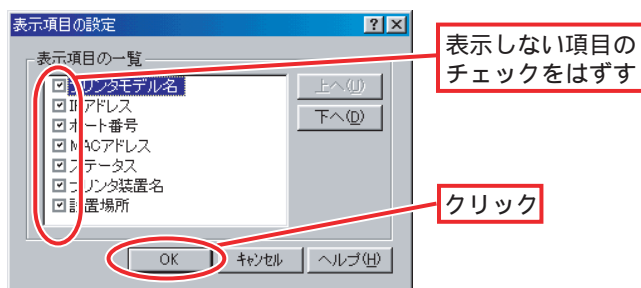 表示項目の設定
表示項目の一覧
プリンタモデル名
IPアドレス
ポート番号
MACアドレス
ステータス
プリンタ装置名
設置場所
上へ(U)
下へ(D)
OK
キャンセル
ヘルプ(H)
表示しない項目の
チェックをはずす
クリック